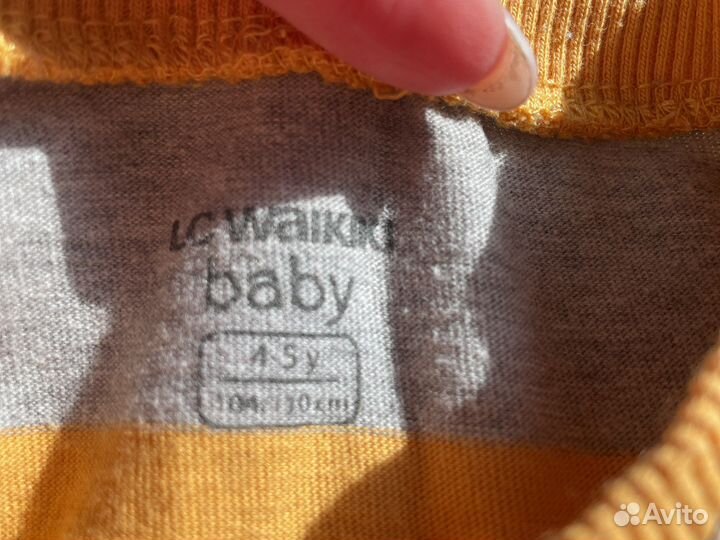 LC Waikiki
baby
4-5 y
104/110 cm
Avito